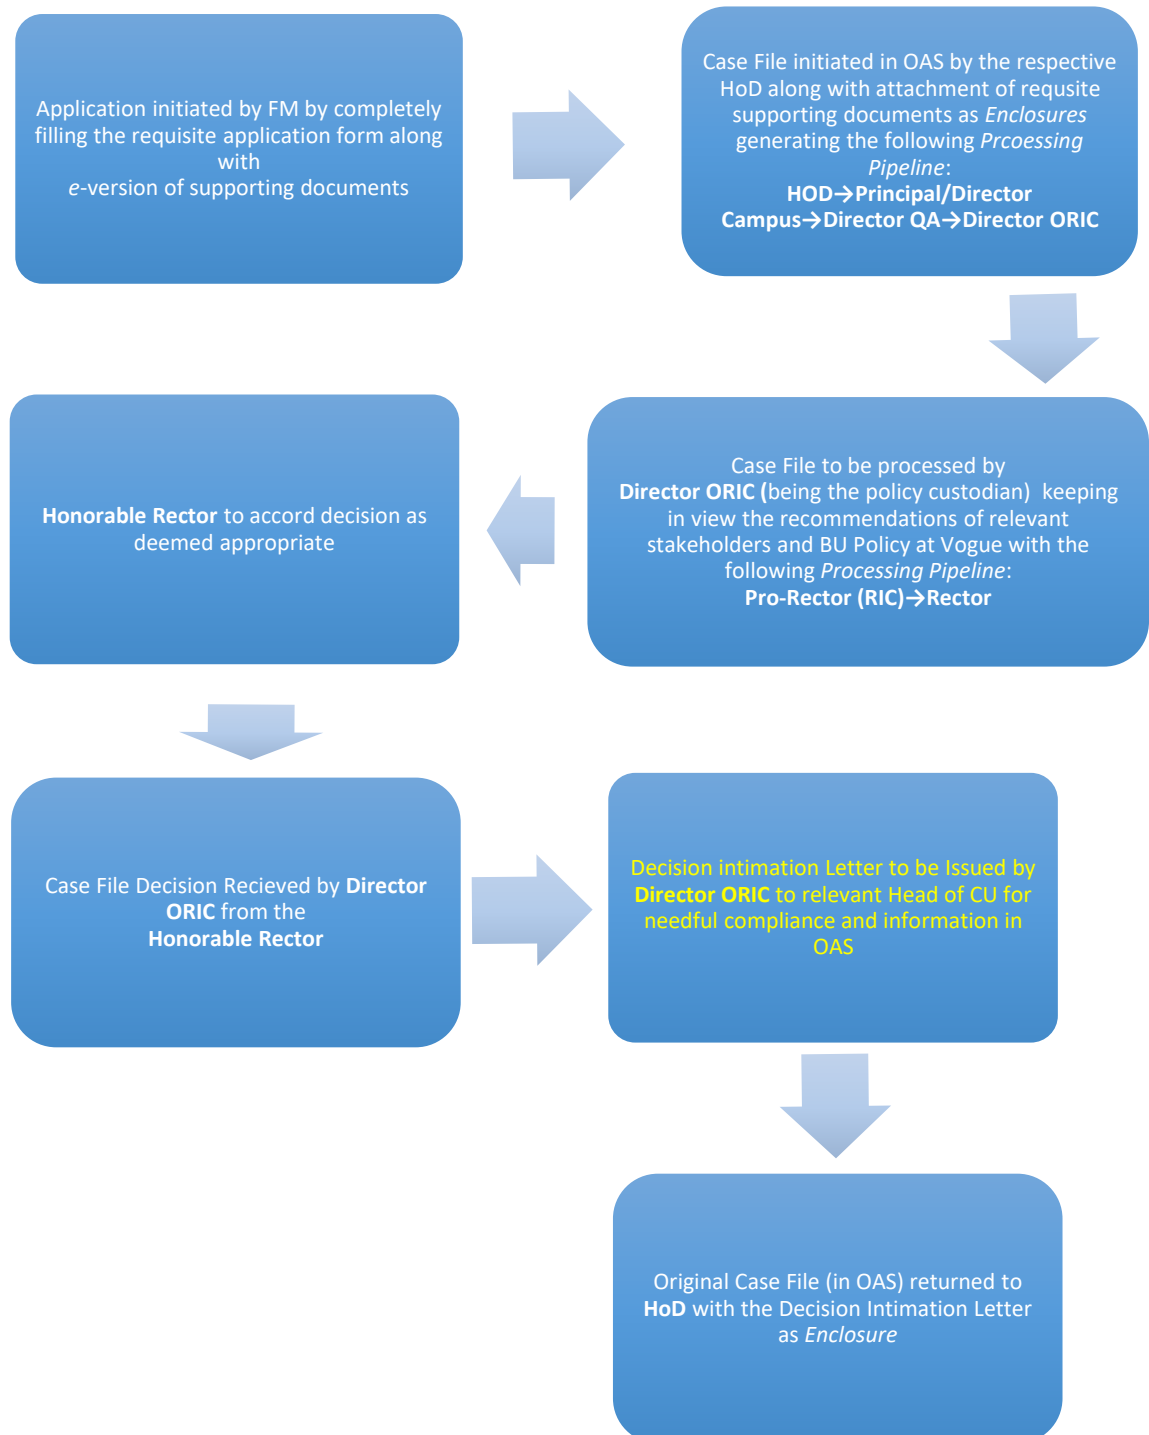 Application initiated by FM by completely
filling the requisite application form along
with
e-version of supporting documents
Case File initiated in OAS by the respective
HoD along with attachment of requsite
supporting documents as Enclosures
generating the following Prcoessing
Pipeline:
HOD→Principal/Director
Campus→Director QA→Director ORIC
Case File to be processed by
Director ORIC (being the policy custodian) keeping
in view the recommendations of relevant
stakeholders and BU Policy at Vogue with the
following Processing Pipeline:
Pro-Rector (RIC)→Rector
Honorable Rector to accord decision as
deemed appropriate
Case File Decision Recieved by Director
ORIC from the
Honorable Rector
Decision intimation Letter to be Issued by
Director ORIC to relevant Head of CU for
needful compliance and information in
OAS
Original Case File (in OAS) returned to
HoD with the Decision Intimation Letter
as Enclosure